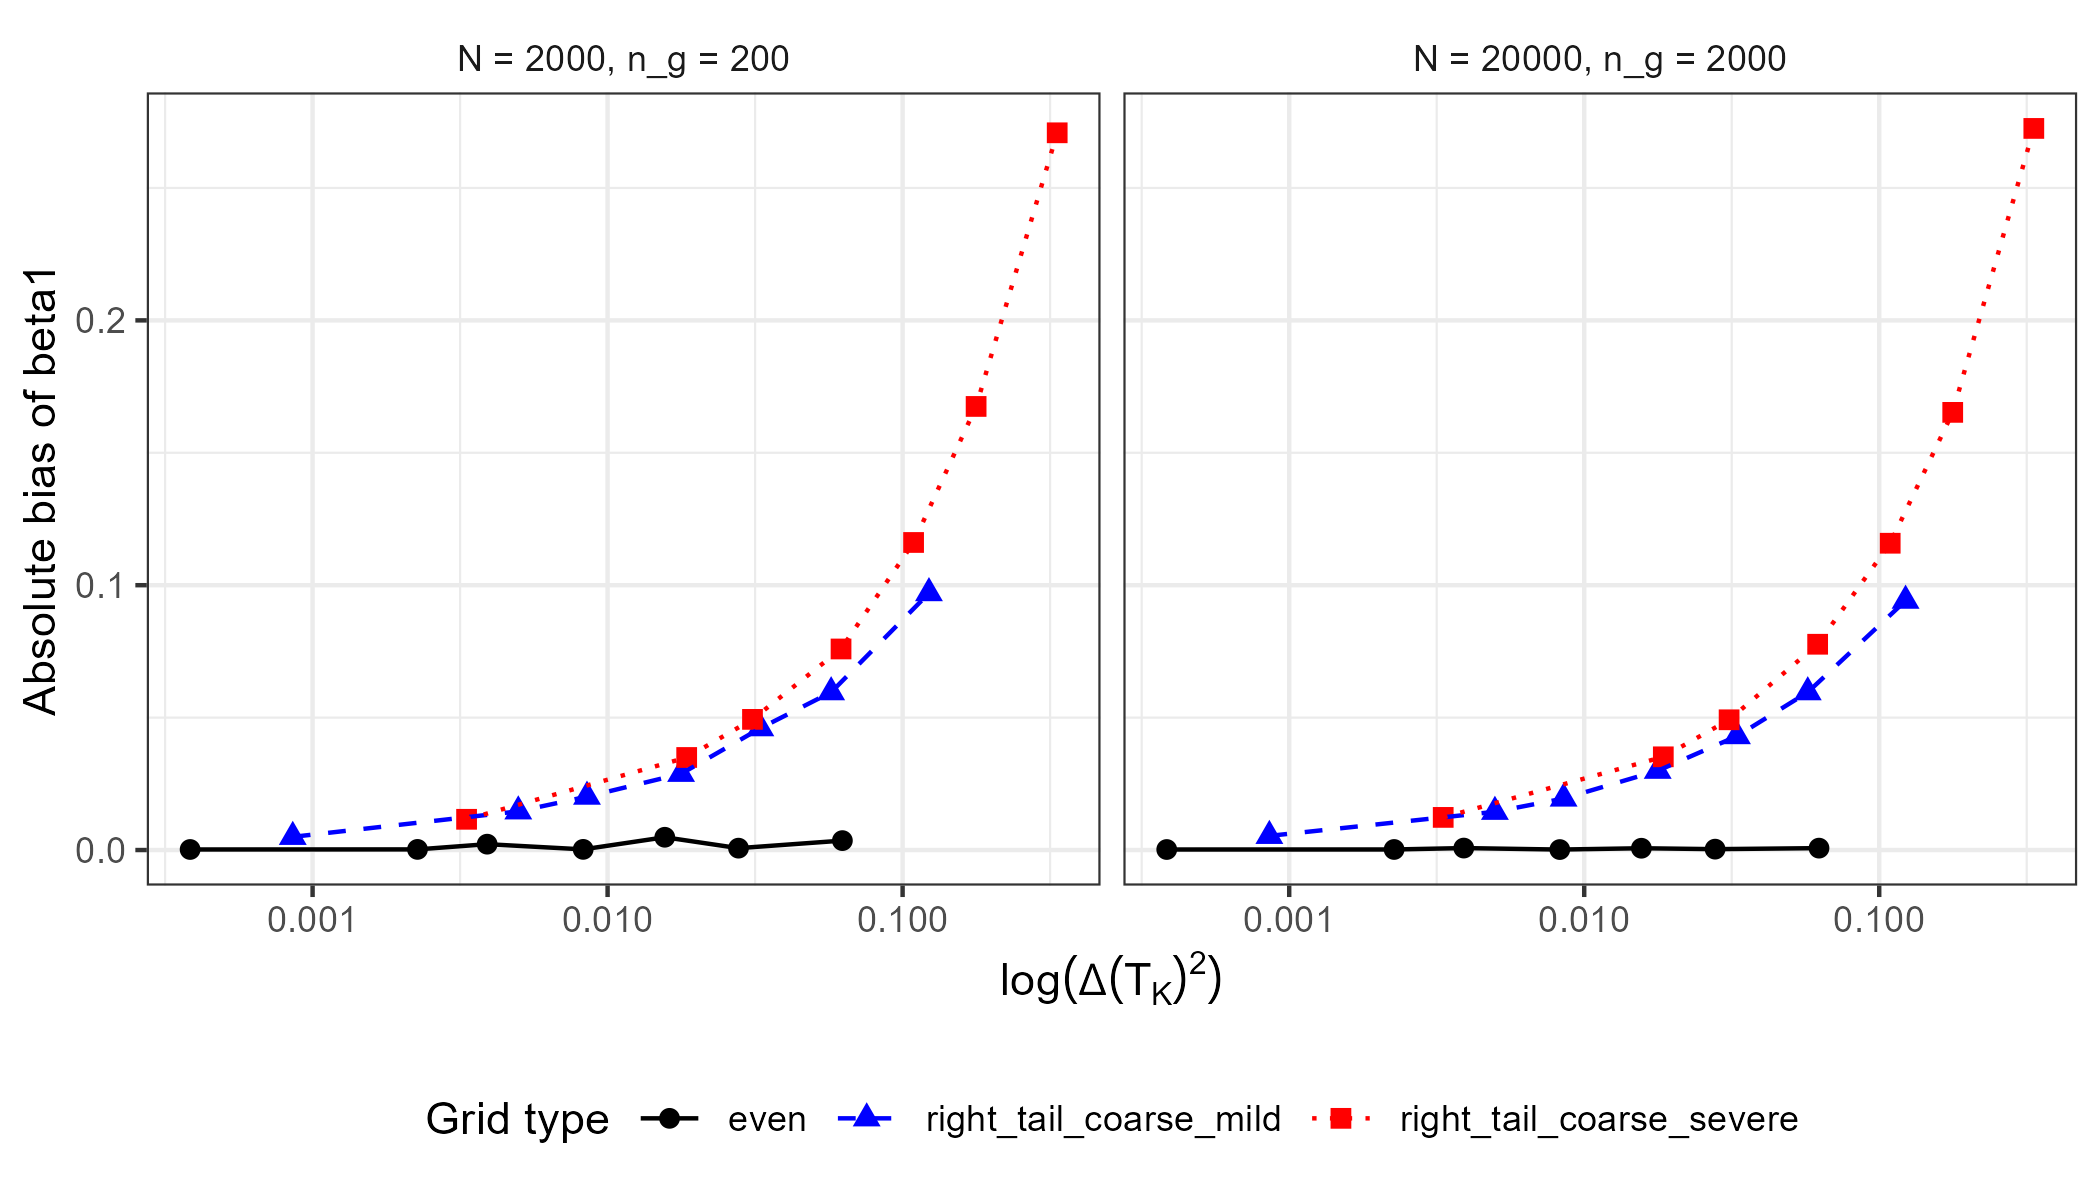 N = 2000, n_g = 200
N = 20000, n_g = 2000
Absolute bias of beta1
0.2
0.1
0.0
0.001 0.010 0.100
0.001 0.010 0.100
log(Δ(T_K)^2)
Grid type even right_tail_coarse_mild right_tail_coarse_severe